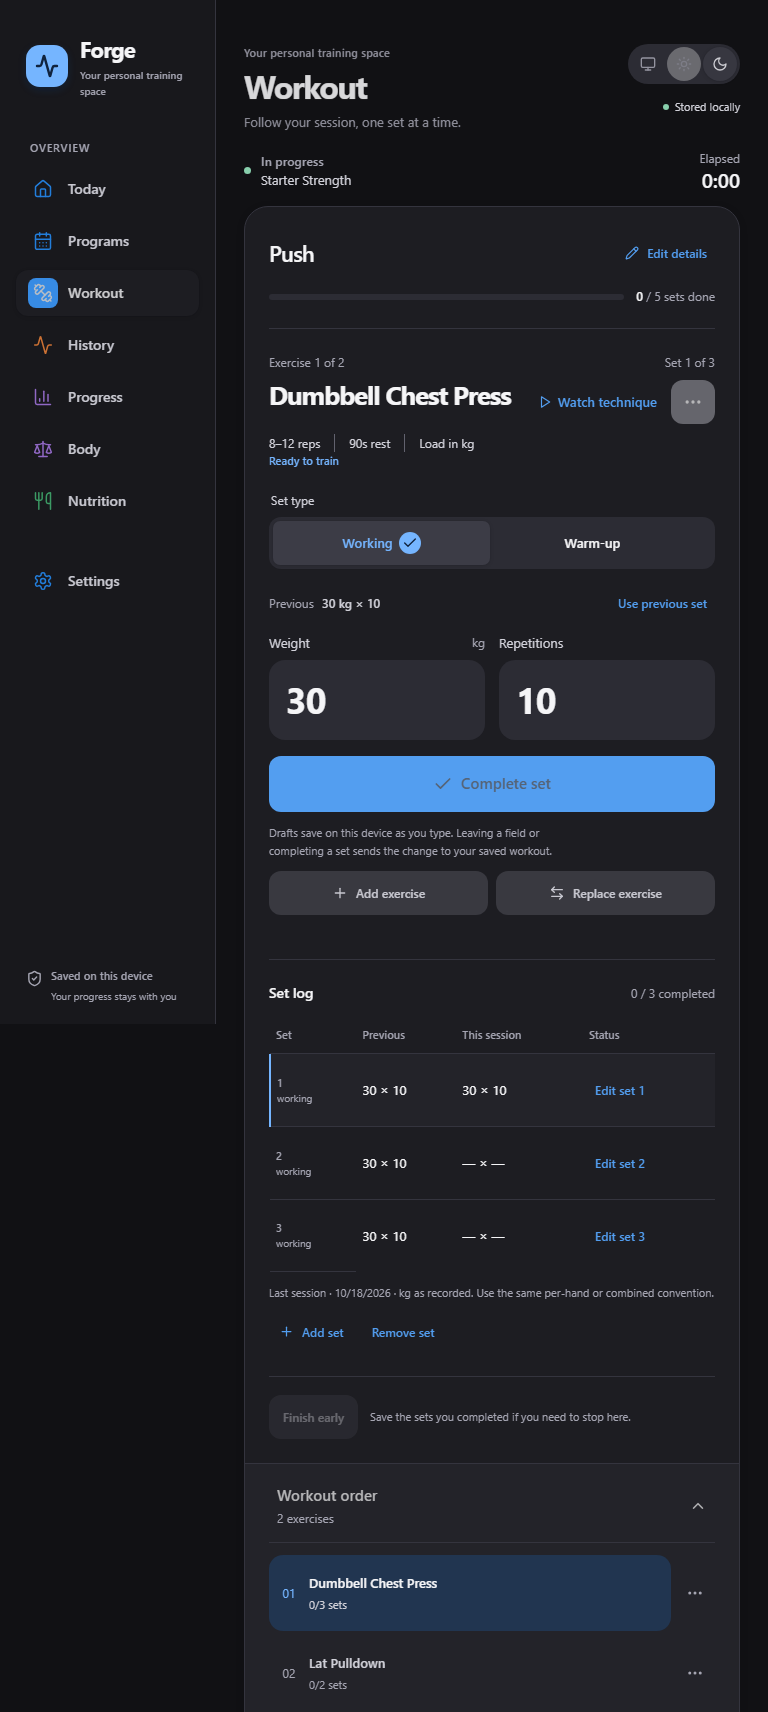 Forge
Your personal training
space
OVERVIEW
Today
Programs
Workout
History
Progress
Body
Nutrition
Settings
Saved on this device
Your progress stays with you
Your personal training space
Workout
Follow your session, one set at a time.
Stored locally
In progress
Starter Strength
Elapsed
0:00
Push
Edit details
0 / 5 sets done
Exercise 1 of 2
Set 1 of 3
Dumbbell Chest Press
Watch technique
8–12 reps
90s rest
Load in kg
Ready to train
Set type
Working
Warm-up
Previous 30 kg × 10
Use previous set
Weight
kg
Repetitions
30
10
Complete set
Drafts save on this device as you type. Leaving a field or
completing a set sends the change to your saved workout.
Add exercise
Replace exercise
Set log
0 / 3 completed
Set Previous This session Status
1
working
30 × 10
30 × 10
Edit set 1
2
working
30 × 10
— × —
Edit set 2
3
working
30 × 10
— × —
Edit set 3
Last session · 10/18/2026 · kg as recorded. Use the same per-hand or combined convention.
Add set
Remove set
Finish early
Save the sets you completed if you need to stop here.
Workout order
2 exercises
01
Dumbbell Chest Press
0/3 sets
02
Lat Pulldown
0/2 sets